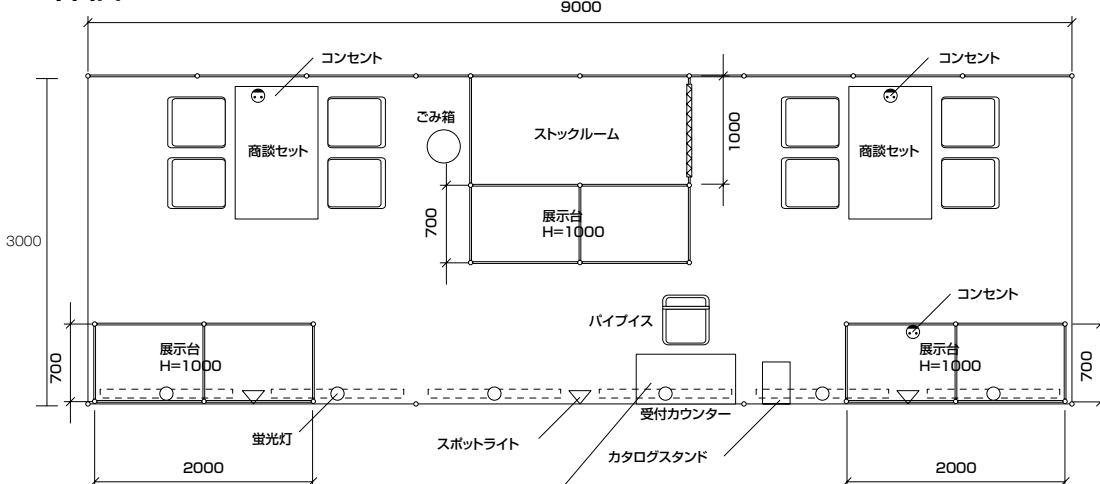 9000
コンセント
コンセント
ごみ箱
ストックルーム
1000
商談セット
商談セット
700
展示台
H=1000
3000
コンセント
パイプイス
展示台
H=1000
展示台
H=1000
700
700
受付カウンター
蛍光灯
スポットライト
カタログスタンド
2000
2000